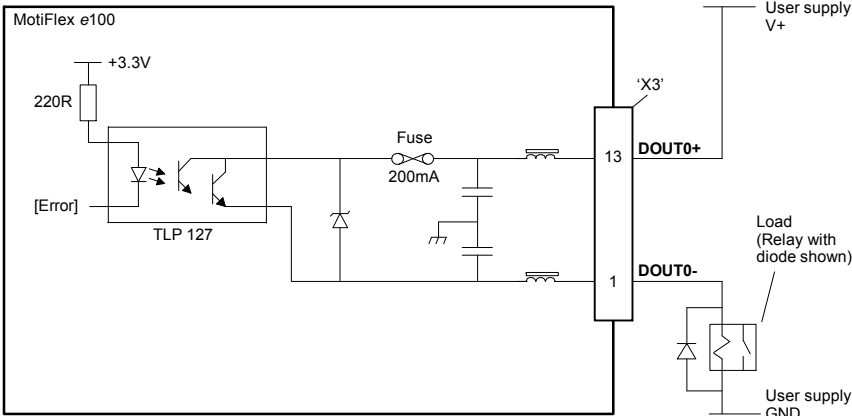 MotiFlex e100
User supply
V+
+3.3V
'X3'
220R
Fuse
13
DOUT0+
200mA
[Error]
TLP 127
Load
(Relay with
diode shown)
1
DOUT0-
User supply
GND